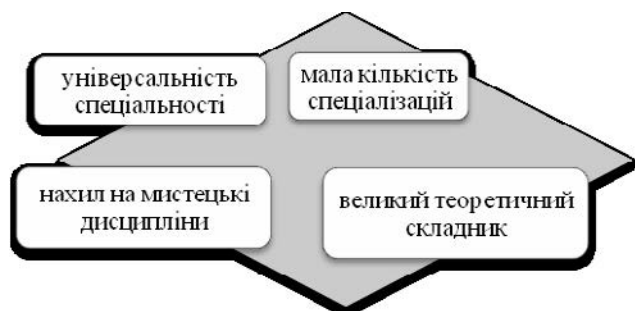 універсальність
спеціальності
мала кількість
спеціалізацій
нахил на мистецькі
дисципліни
великий теоретичний
складник